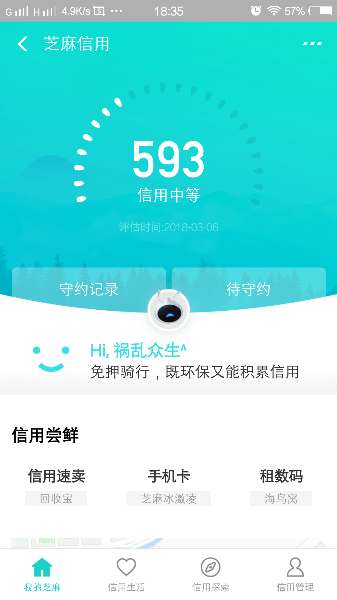 G H 4.9K/s 18:35 57%
芝麻信用
593
信用中等
评估时间:2018-03-06
守约记录 待守约
Hi, 祸乱众生^
免押骑行，既环保又能积累信用
信用尝鲜
信用速卖 手机卡 租数码
回收宝 芝麻冰激凌 海鸟窝
我的芝麻 信用生活 信用探索 信用管理